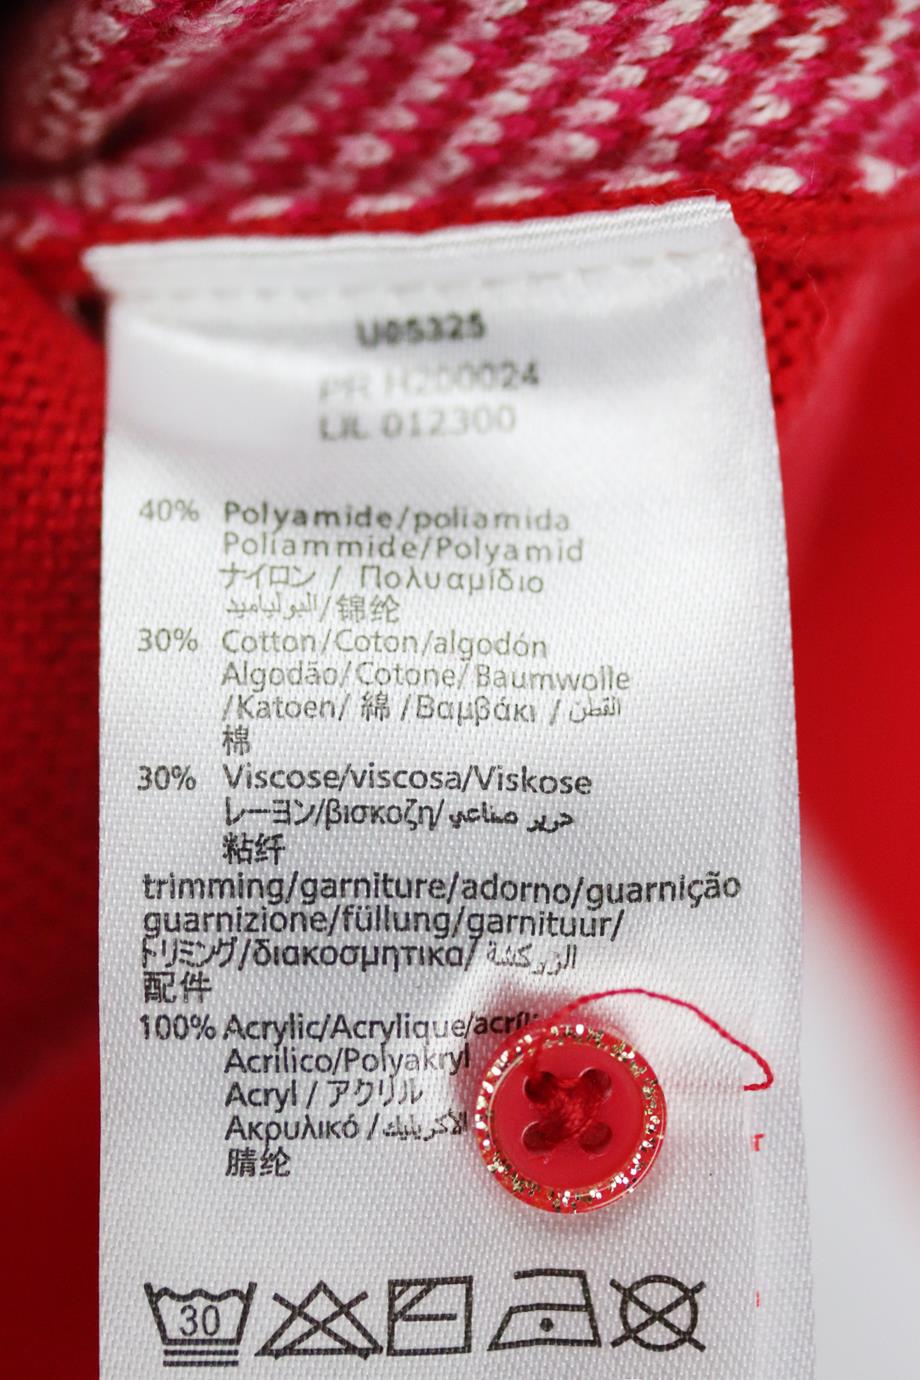 U05325
PR H200024
LIL 012300
40% Polyamide/poliamida
Poliammide/Polyamid
ナイロン / Πολυαμίδιο
البولياميد/锦纶
30% Cotton/Coton/algodón
Algodão/Cotone/Baumwolle
/Katoen/ 綿 /Βαμβάκι / القطن
棉
30% Viscose/viscosa/Viskose
レーヨン/βισκοζη/حرير صناعي
粘纤
trimming/garniture/adorno/guarnição
guarnizione/füllung/garnituur/
トリミング/διακοσμητικα/الزركشة
配件
100% Acrylic/Acrylique/
Acrilico/Polyakryl
Acryl / アクリル
Ακρυλικό /الأكريليك
腈纶
30